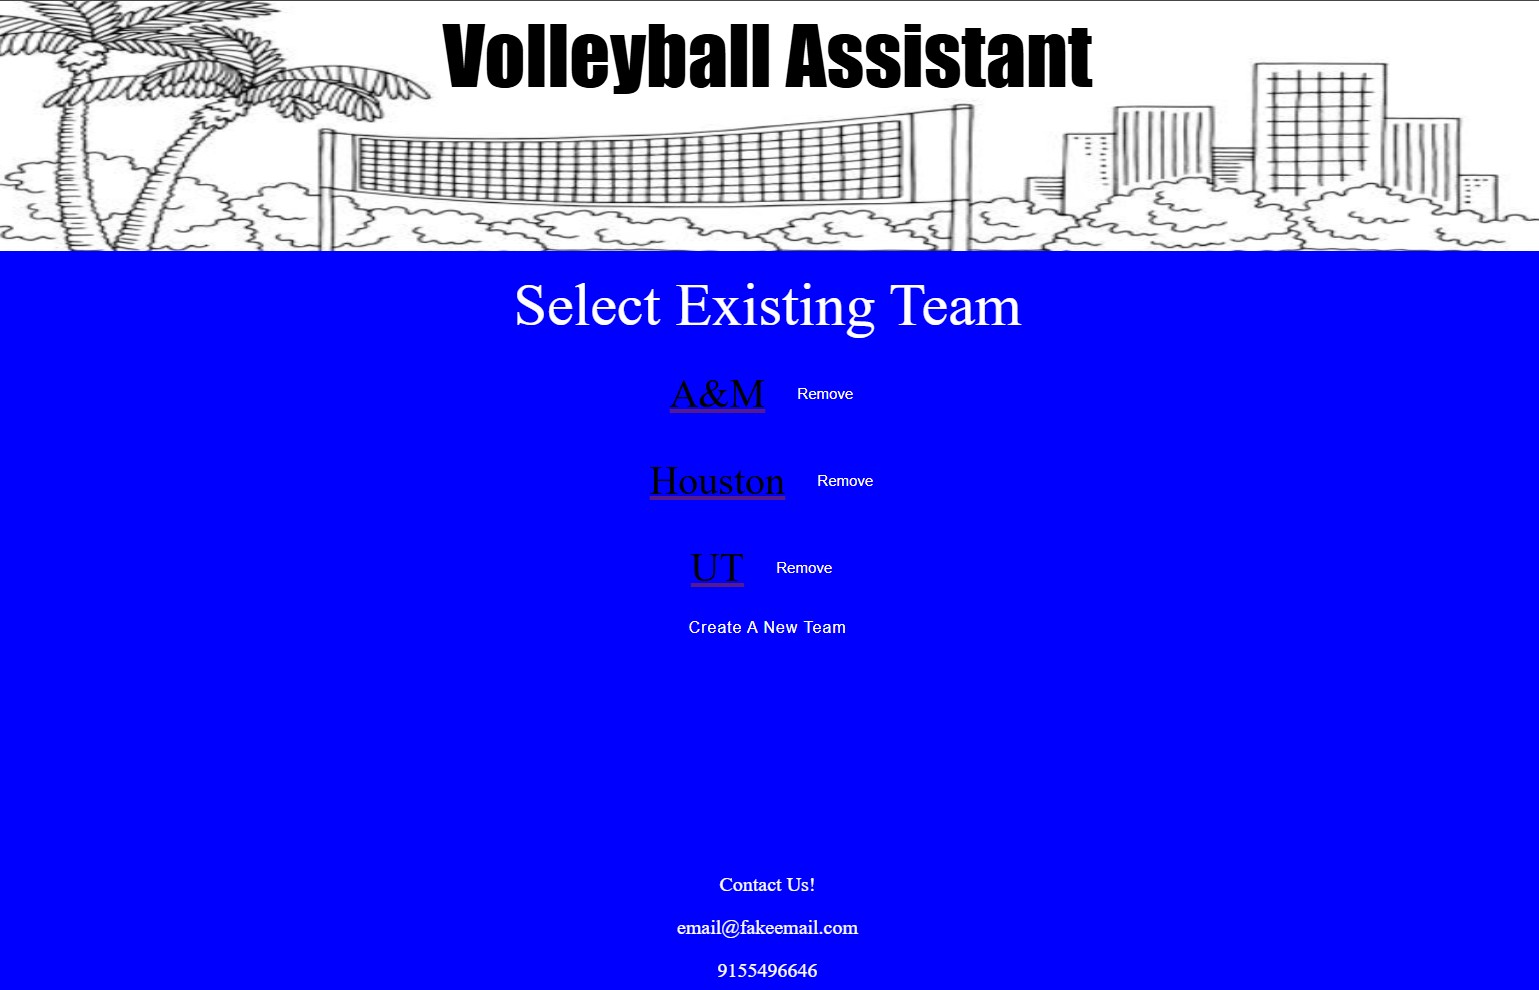 Volleyball Assistant
Select Existing Team
A&M Remove
Houston Remove
UT Remove
Create A New Team
Contact Us!
email@fakeemail.com
9155496646